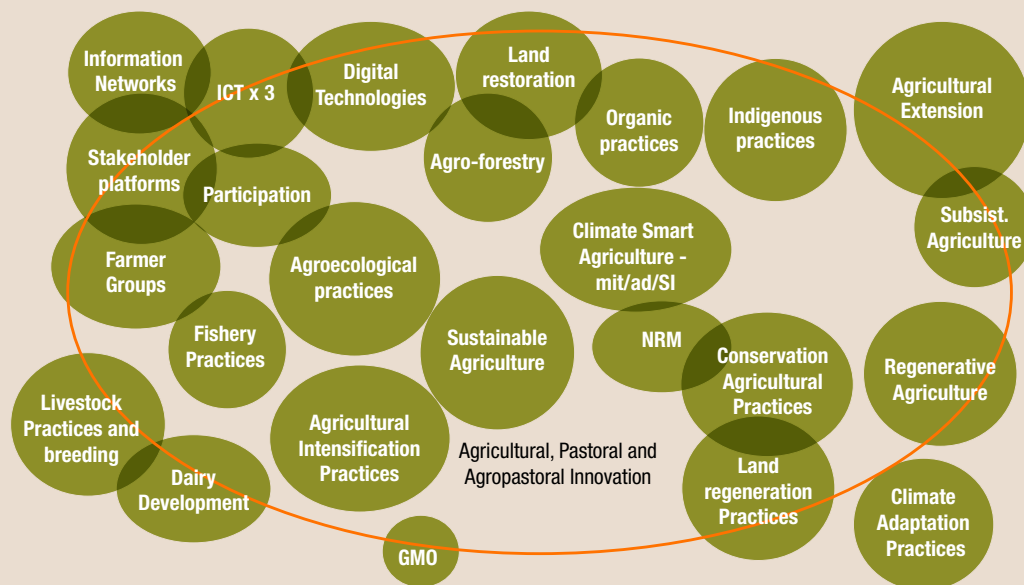 Information
Networks
ICT x 3
Digital
Technologies
Land
restoration
Organic
practices
Indigenous
practices
Agricultural
Extension
Stakeholder
platforms
Participation
Agro-forestry
Subsist.
Agriculture
Farmer
Groups
Agroecological
practices
Climate Smart
Agriculture -
mit/ad/SI
Fishery
Practices
Sustainable
Agriculture
NRM
Conservation
Agricultural
Practices
Regenerative
Agriculture
Livestock
Practices and
breeding
Agricultural
Intensification
Practices
Agricultural, Pastoral and
Agropastoral Innovation
Dairy
Development
Land
regeneration
Practices
Climate
Adaptation
Practices
GMO